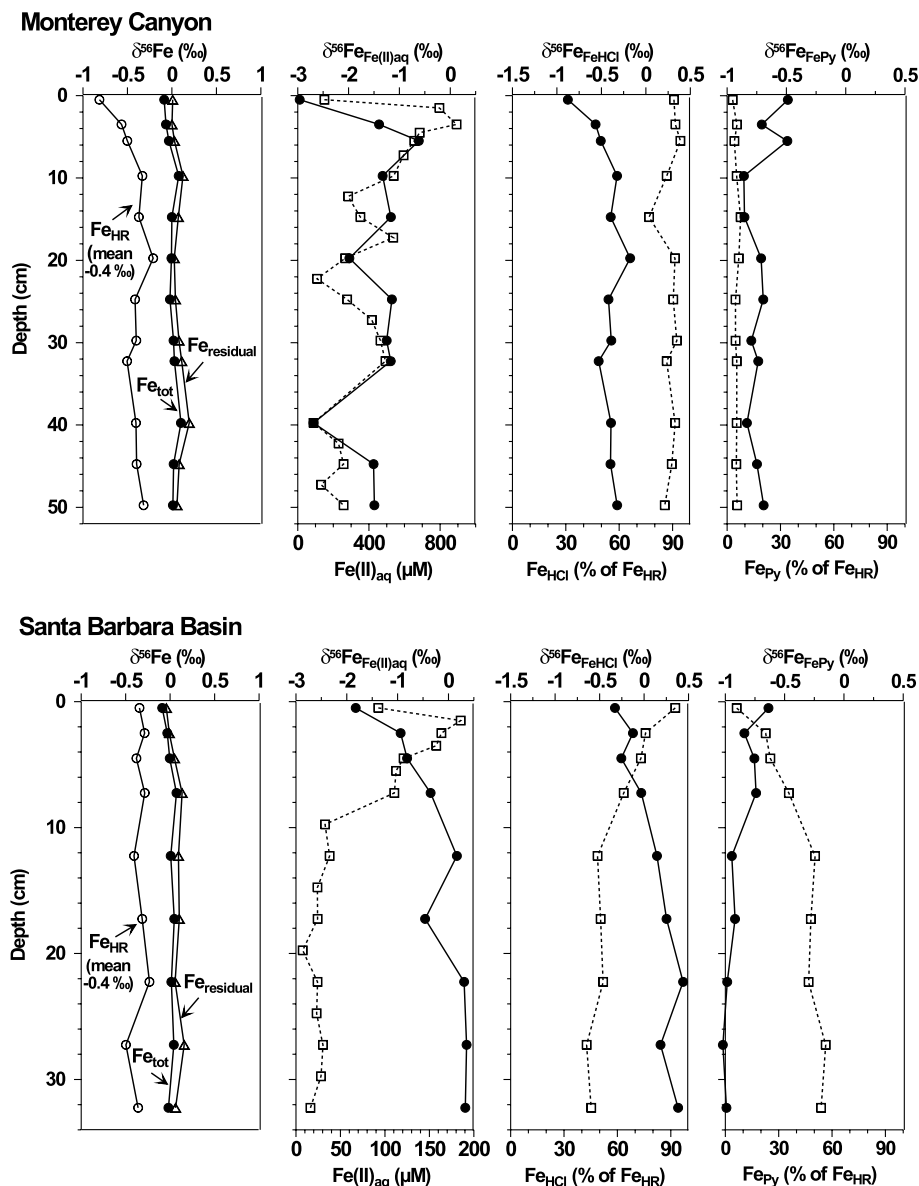 Monterey Canyon
δ56Fe (‰)
δ56FeFe(II)aq (‰)
δ56FeFeHCl (‰)
δ56FeFePy (‰)
-1 -0.5 0 0.5 1
-3 -2 -1 0
-1.5 -1 -0.5 0 0.5
-1 -0.5 0 0.5
0
10
20
30
40
50
Depth (cm)
FeHR
(mean
-0.4 ‰)
Feresidual
Fetot
0 400 800
0 30 60 90
0 30 60 90
Fe(II)aq (µM)
FeHCl (% of FeHR)
FePy (% of FeHR)
Santa Barbara Basin
δ56Fe (‰)
δ56FeFe(II)aq (‰)
δ56FeFeHCl (‰)
δ56FeFePy (‰)
-1 -0.5 0 0.5 1
-3 -2 -1 0
-1.5 -1 -0.5 0 0.5
-1 -0.5 0 0.5
0
10
20
30
Depth (cm)
FeHR
(mean
-0.4 ‰)
Feresidual
Fetot
0 50 100 150 200
0 30 60 90
0 30 60 90
Fe(II)aq (µM)
FeHCl (% of FeHR)
FePy (% of FeHR)